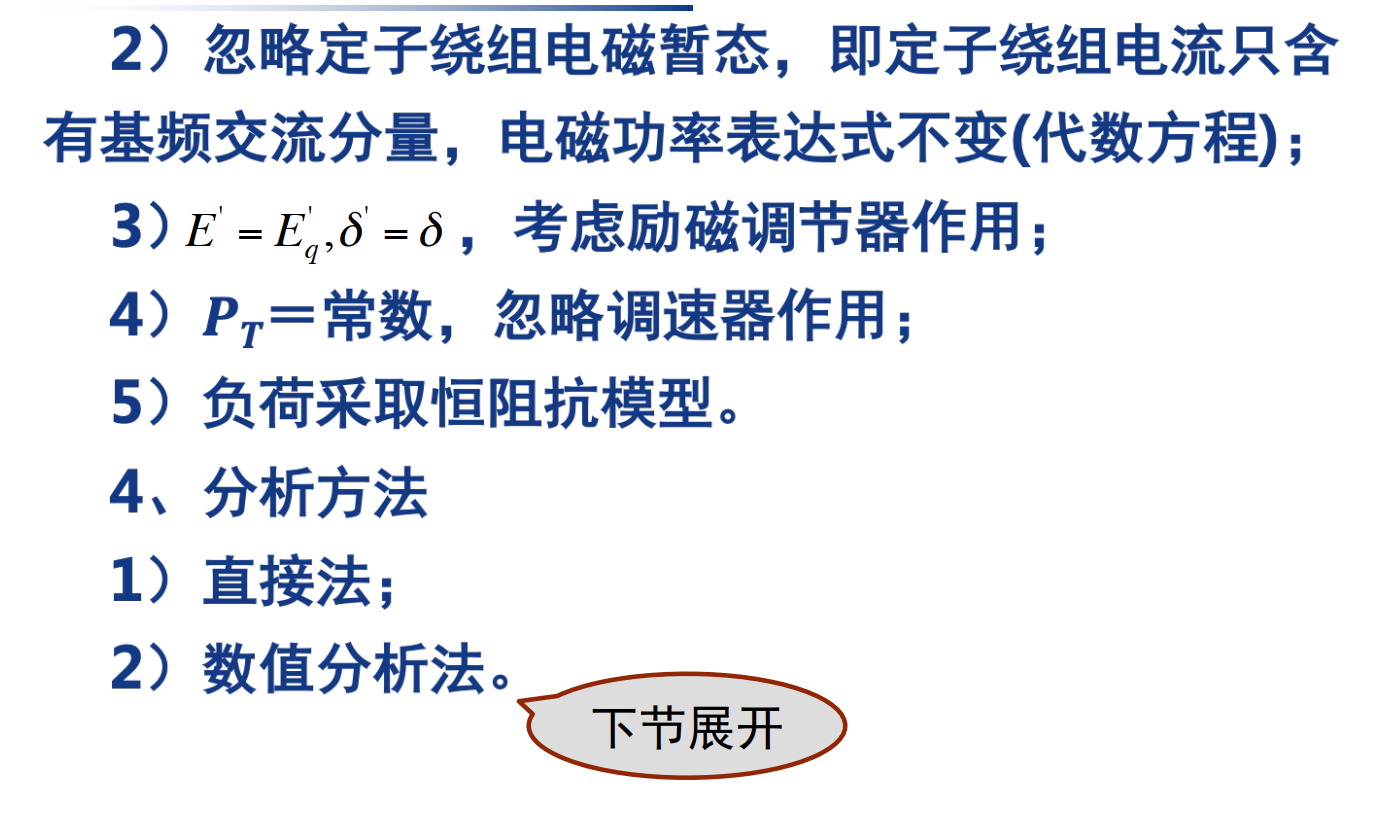 2）忽略定子绕组电磁暂态，即定子绕组电流只含
有基频交流分量，电磁功率表达式不变(代数方程)；
3）E' = E'q,δ' = δ，考虑励磁调节器作用；
4）PT＝常数，忽略调速器作用；
5）负荷采取恒阻抗模型。
4、分析方法
1）直接法；
2）数值分析法。
下节展开